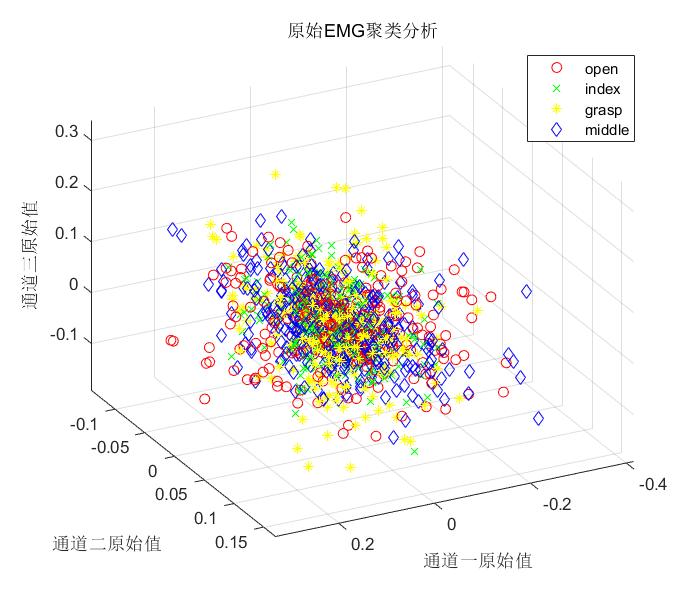 原始EMG聚类分析
open
index
grasp
middle
0.3
0.2
0.1
0
-0.1
通道三原始值
-0.1
-0.05
0
0.05
0.1
0.15
通道二原始值
0.2
0
-0.2
-0.4
通道一原始值